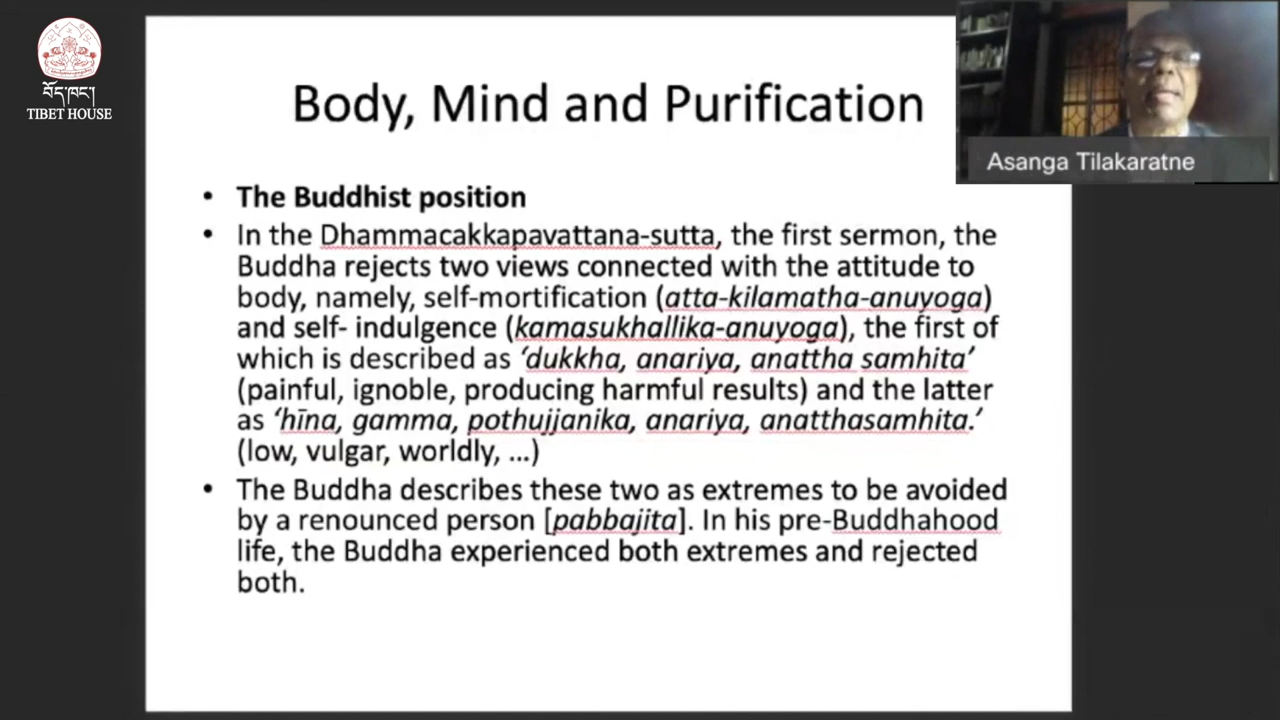 བོད་ཁང།
TIBET HOUSE
Body, Mind and Purification
Asanga Tilakaratne
• The Buddhist position
• In the Dhammacakkapavattana-sutta, the first sermon, the
Buddha rejects two views connected with the attitude to
body, namely, self-mortification (atta-kilamatha-anuyoga)
and self- indulgence (kamasukhallika-anuyoga), the first of
which is described as ‘dukkha, anariya, anattha samhita’
(painful, ignoble, producing harmful results) and the latter
as ‘hīna, gamma, pothujjanika, anariya, anatthasamhita.’
(low, vulgar, worldly, ...)
• The Buddha describes these two as extremes to be avoided
by a renounced person [pabbajita]. In his pre-Buddhahood
life, the Buddha experienced both extremes and rejected
both.